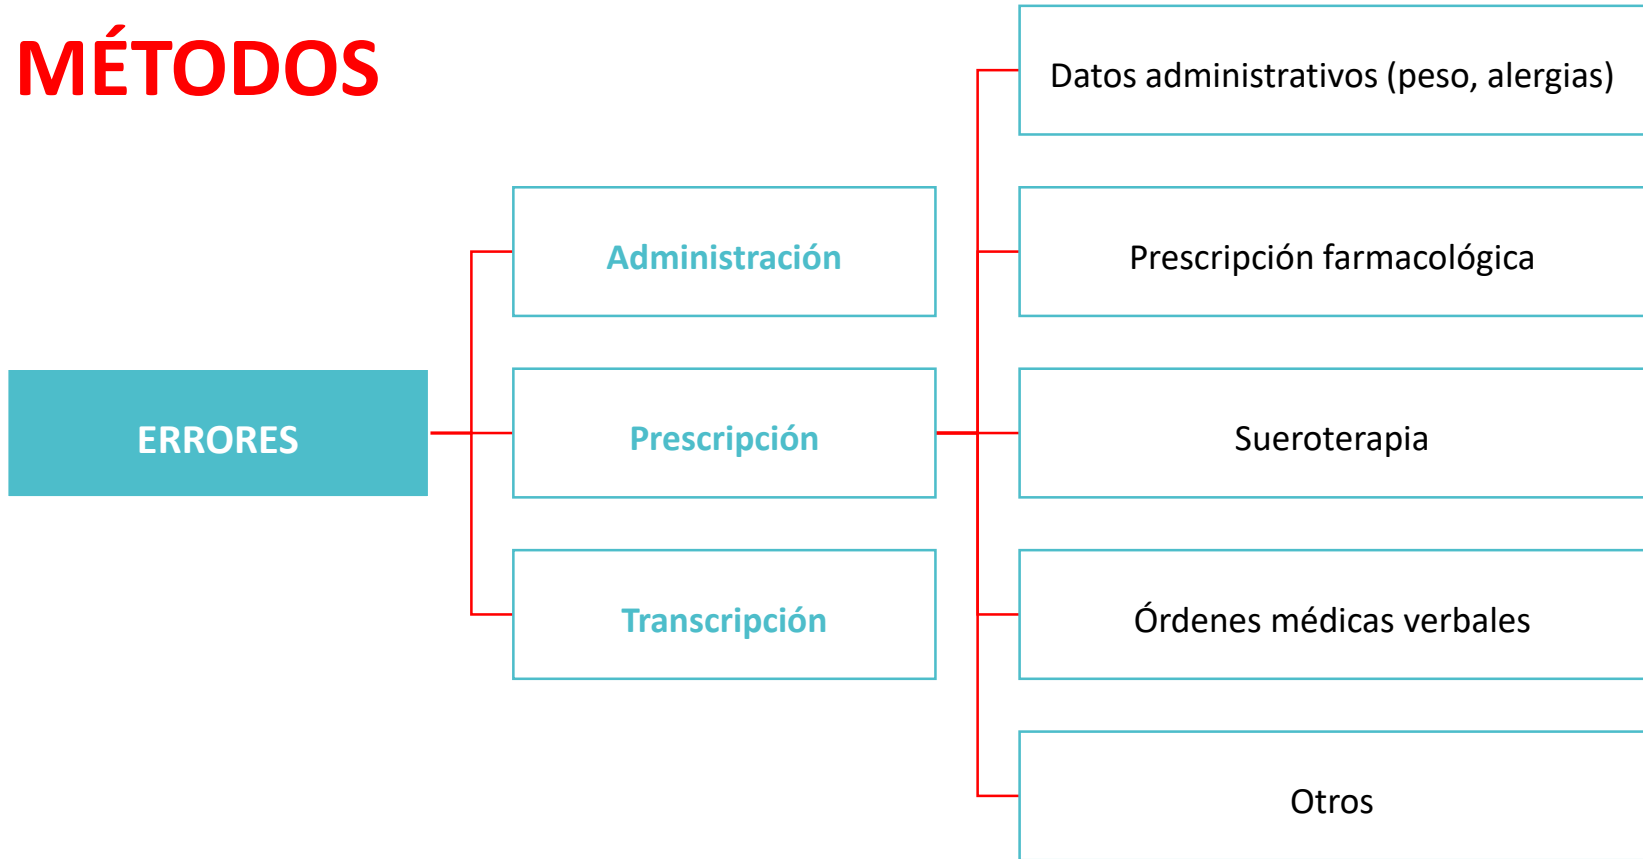 MÉTODOS
ERRORES
Administración
Prescripción
Transcripción
Datos administrativos (peso, alergias)
Prescripción farmacológica
Sueroterapia
Órdenes médicas verbales
Otros